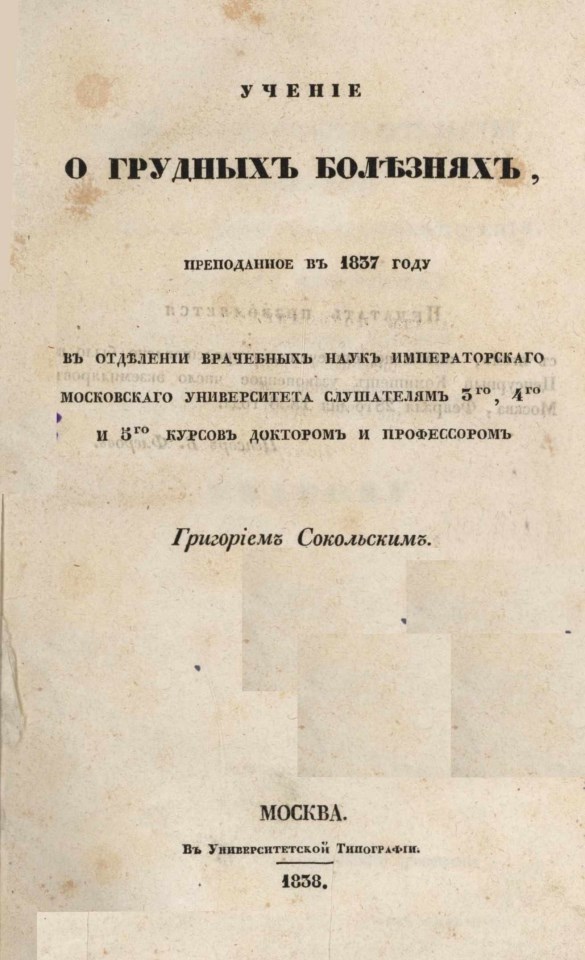 УЧЕНІЕ
О ГРУДНЫХЪ БОЛѢЗНЯХЪ,
ПРЕПОДАННОЕ ВЪ 1837 ГОДУ
ВЪ ОТДѢЛЕНІИ ВРАЧЕБНЫХЪ НАУКЪ ИМПЕРАТОРСКАГО
МОСКОВСКАГО УНИВЕРСИТЕТА СЛУШАТЕЛЯМЪ 3го, 4го
И 5го КУРСОВЪ ДОКТОРОМЪ И ПРОФЕССОРОМЪ
Григоріемъ Сокольскимъ.
МОСКВА.
Въ Университетской Типографіи.
1838.